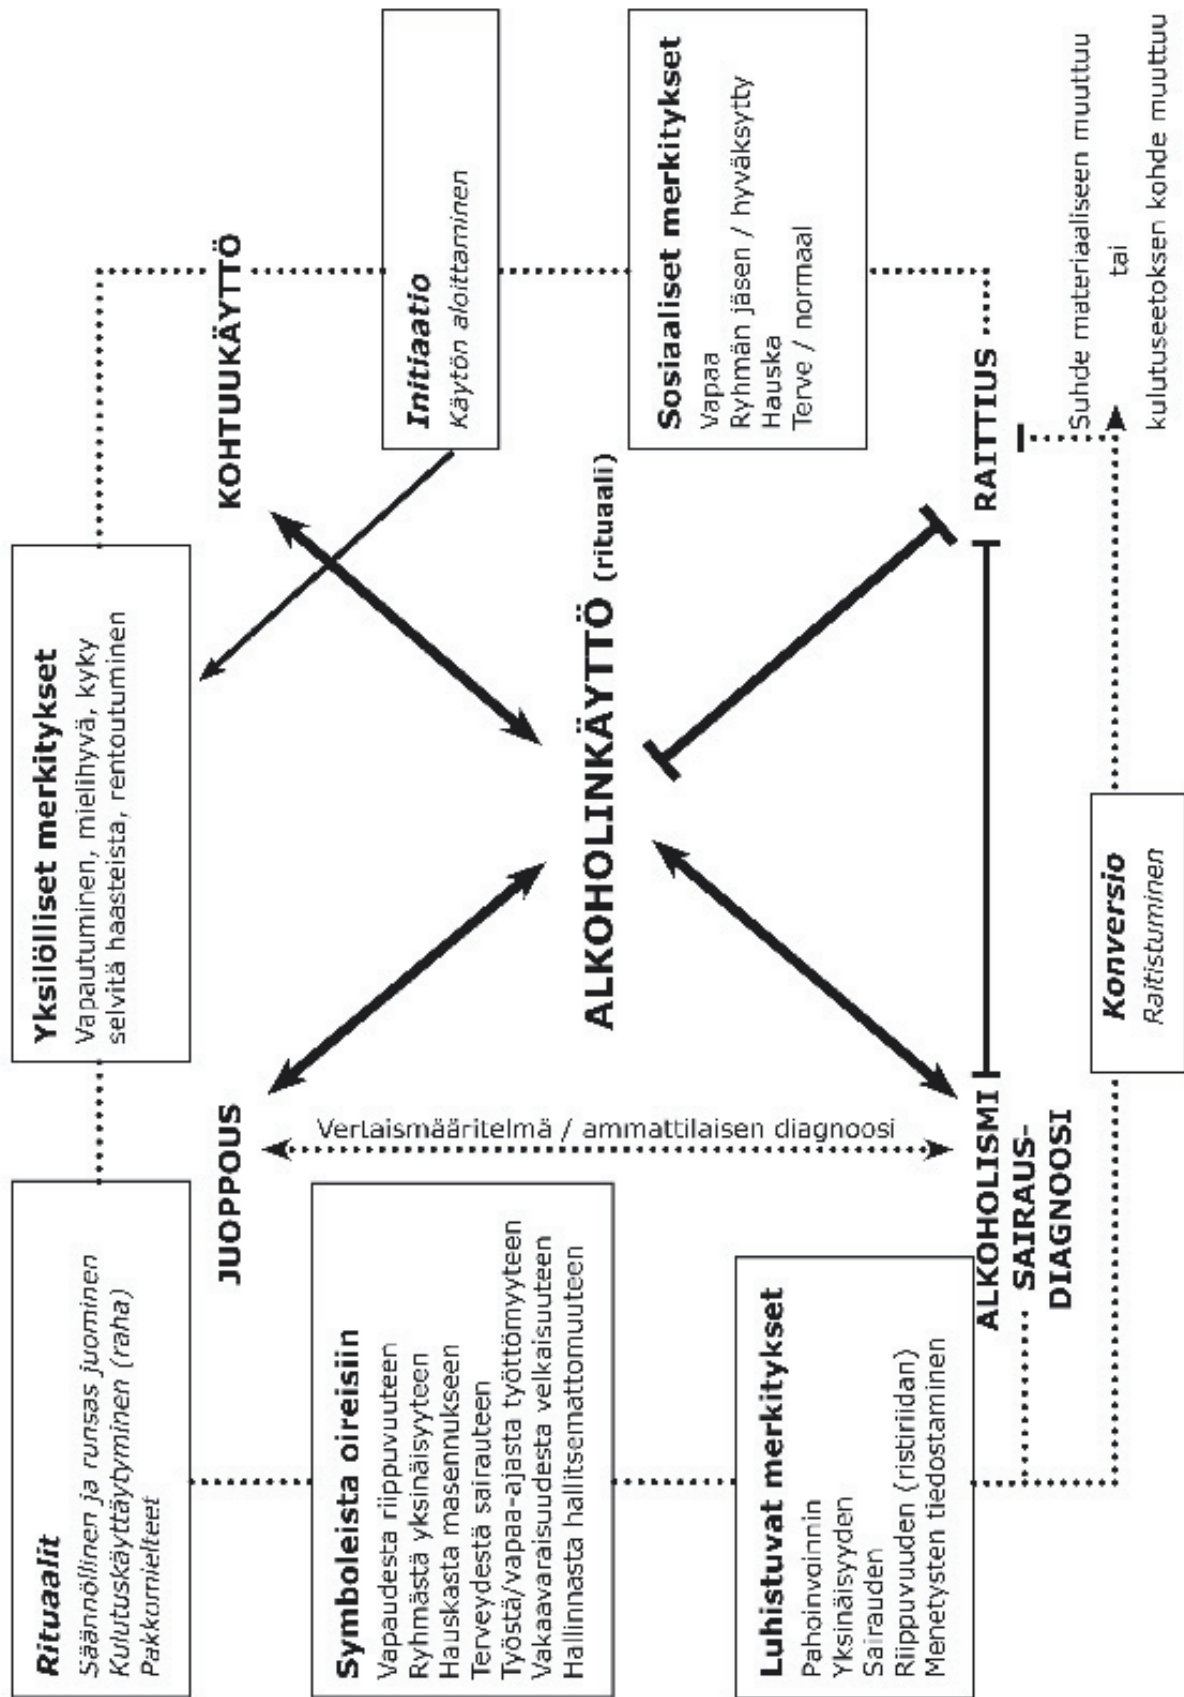 Rituaalit
Säännöllinen ja runsas juominen
Kulutuskäyttäytyminen (raha)
Pakkomielteet
Yksilölliset merkitykset
Vapautuminen, mielihyvä, kyky
selvitä haasteista, rentoutuminen
JUOPPOUS
KOHTUUKÄYTTÖ
Symboleista oireisiin
Vapaudesta riippuvuuteen
Ryhmästä yksinäisyyteen
Hauskasta masennukseen
Terveydestä sairauteen
Työstä/vapaa-ajasta työttömyyteen
Vakaavaraisuudesta velkaisuuteen
Hallinnasta hallitsemattomuuteen
Vertaismääritelmä / ammattilaisen diagnoosi
Initiaatio
Käytön aloittaminen
ALKOHOLINKÄYTTÖ (rituaali)
Sosiaaliset merkitykset
Vapaa
Ryhmän jäsen / hyväksytty
Hauska
Terve / normaal
Luhistuvat merkitykset
Pahoinvoinnin
Yksinäisyyden
Sairauden
Riippuvuuden (ristiriidan)
Menetysten tiedostaminen
ALKOHOLISMI
SAIRAUS-
DIAGNOOSI
RAITTIUS
Konversio
Raitistuminen
Suhde materiaaliseen muuttuu
tai
kulutuseetoksen kohde muuttuu